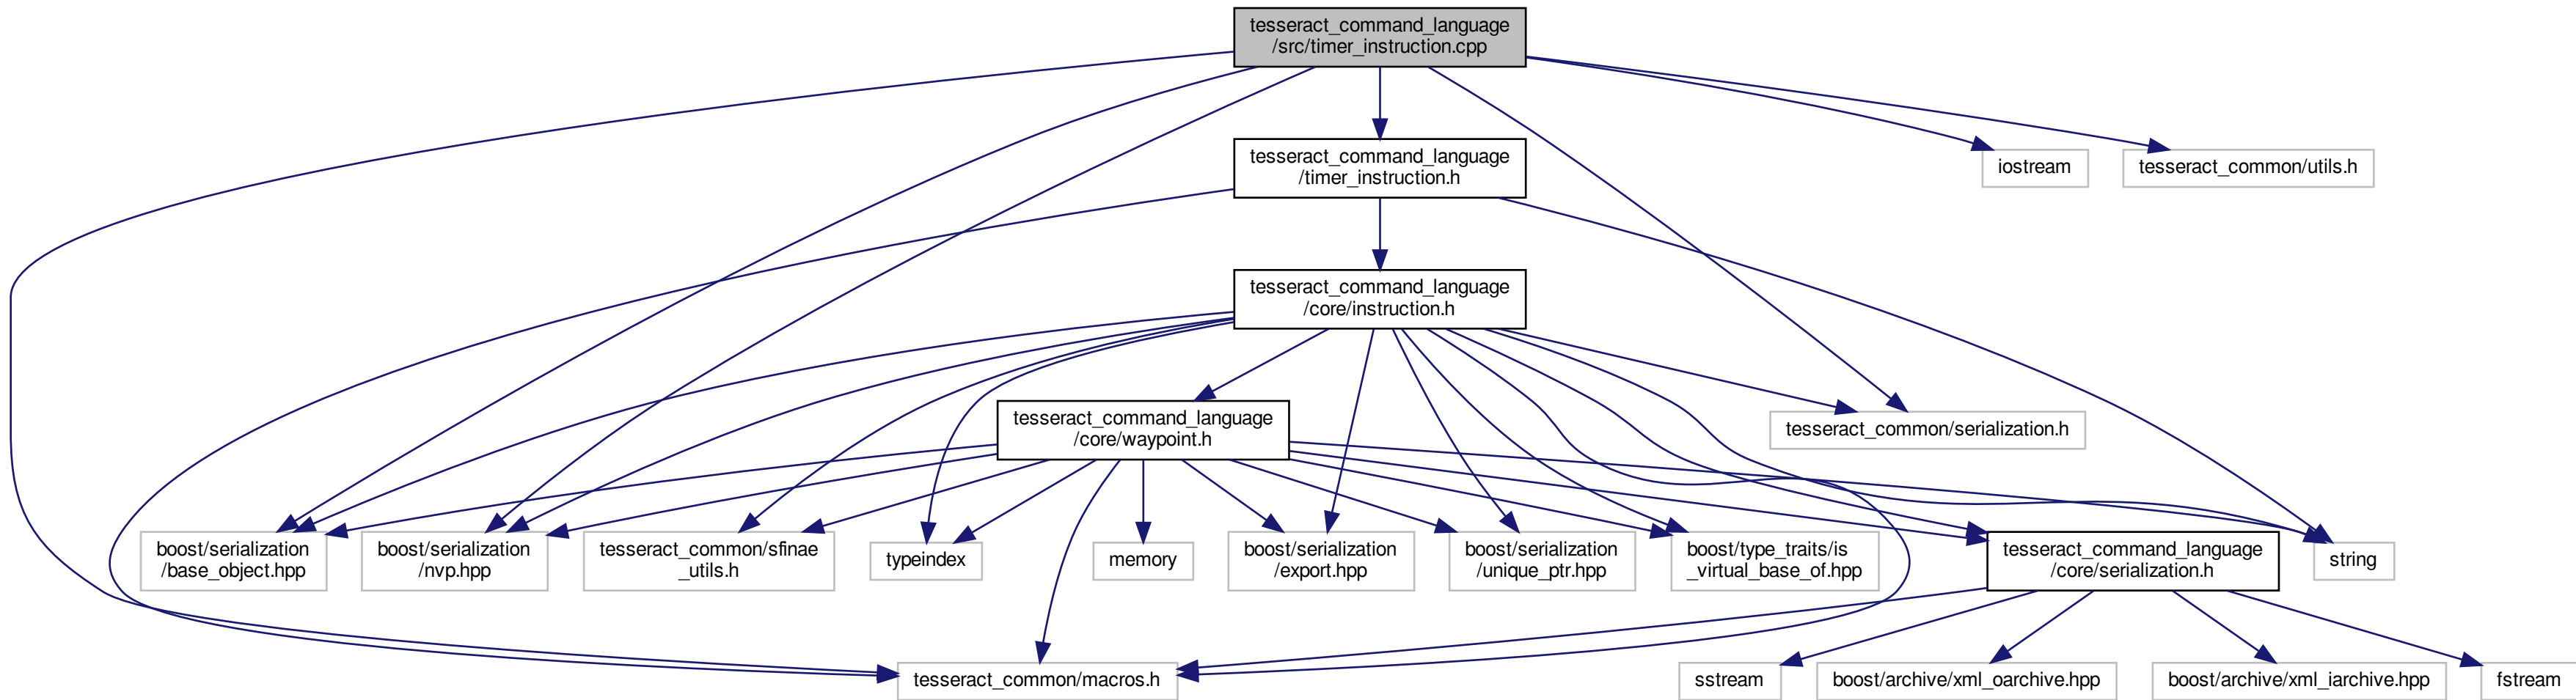 tesseract_command_language
/src/timer_instruction.cpp
tesseract_command_language
/timer_instruction.h
iostream
tesseract_common/utils.h
tesseract_command_language
/core/instruction.h
tesseract_command_language
/core/waypoint.h
tesseract_common/serialization.h
boost/serialization
/base_object.hpp
boost/serialization
/nvp.hpp
tesseract_common/sfinae
_utils.h
typeindex
memory
boost/serialization
/export.hpp
boost/serialization
/unique_ptr.hpp
boost/type_traits/is
_virtual_base_of.hpp
tesseract_command_language
/core/serialization.h
string
tesseract_common/macros.h
sstream
boost/archive/xml_oarchive.hpp
boost/archive/xml_iarchive.hpp
fstream